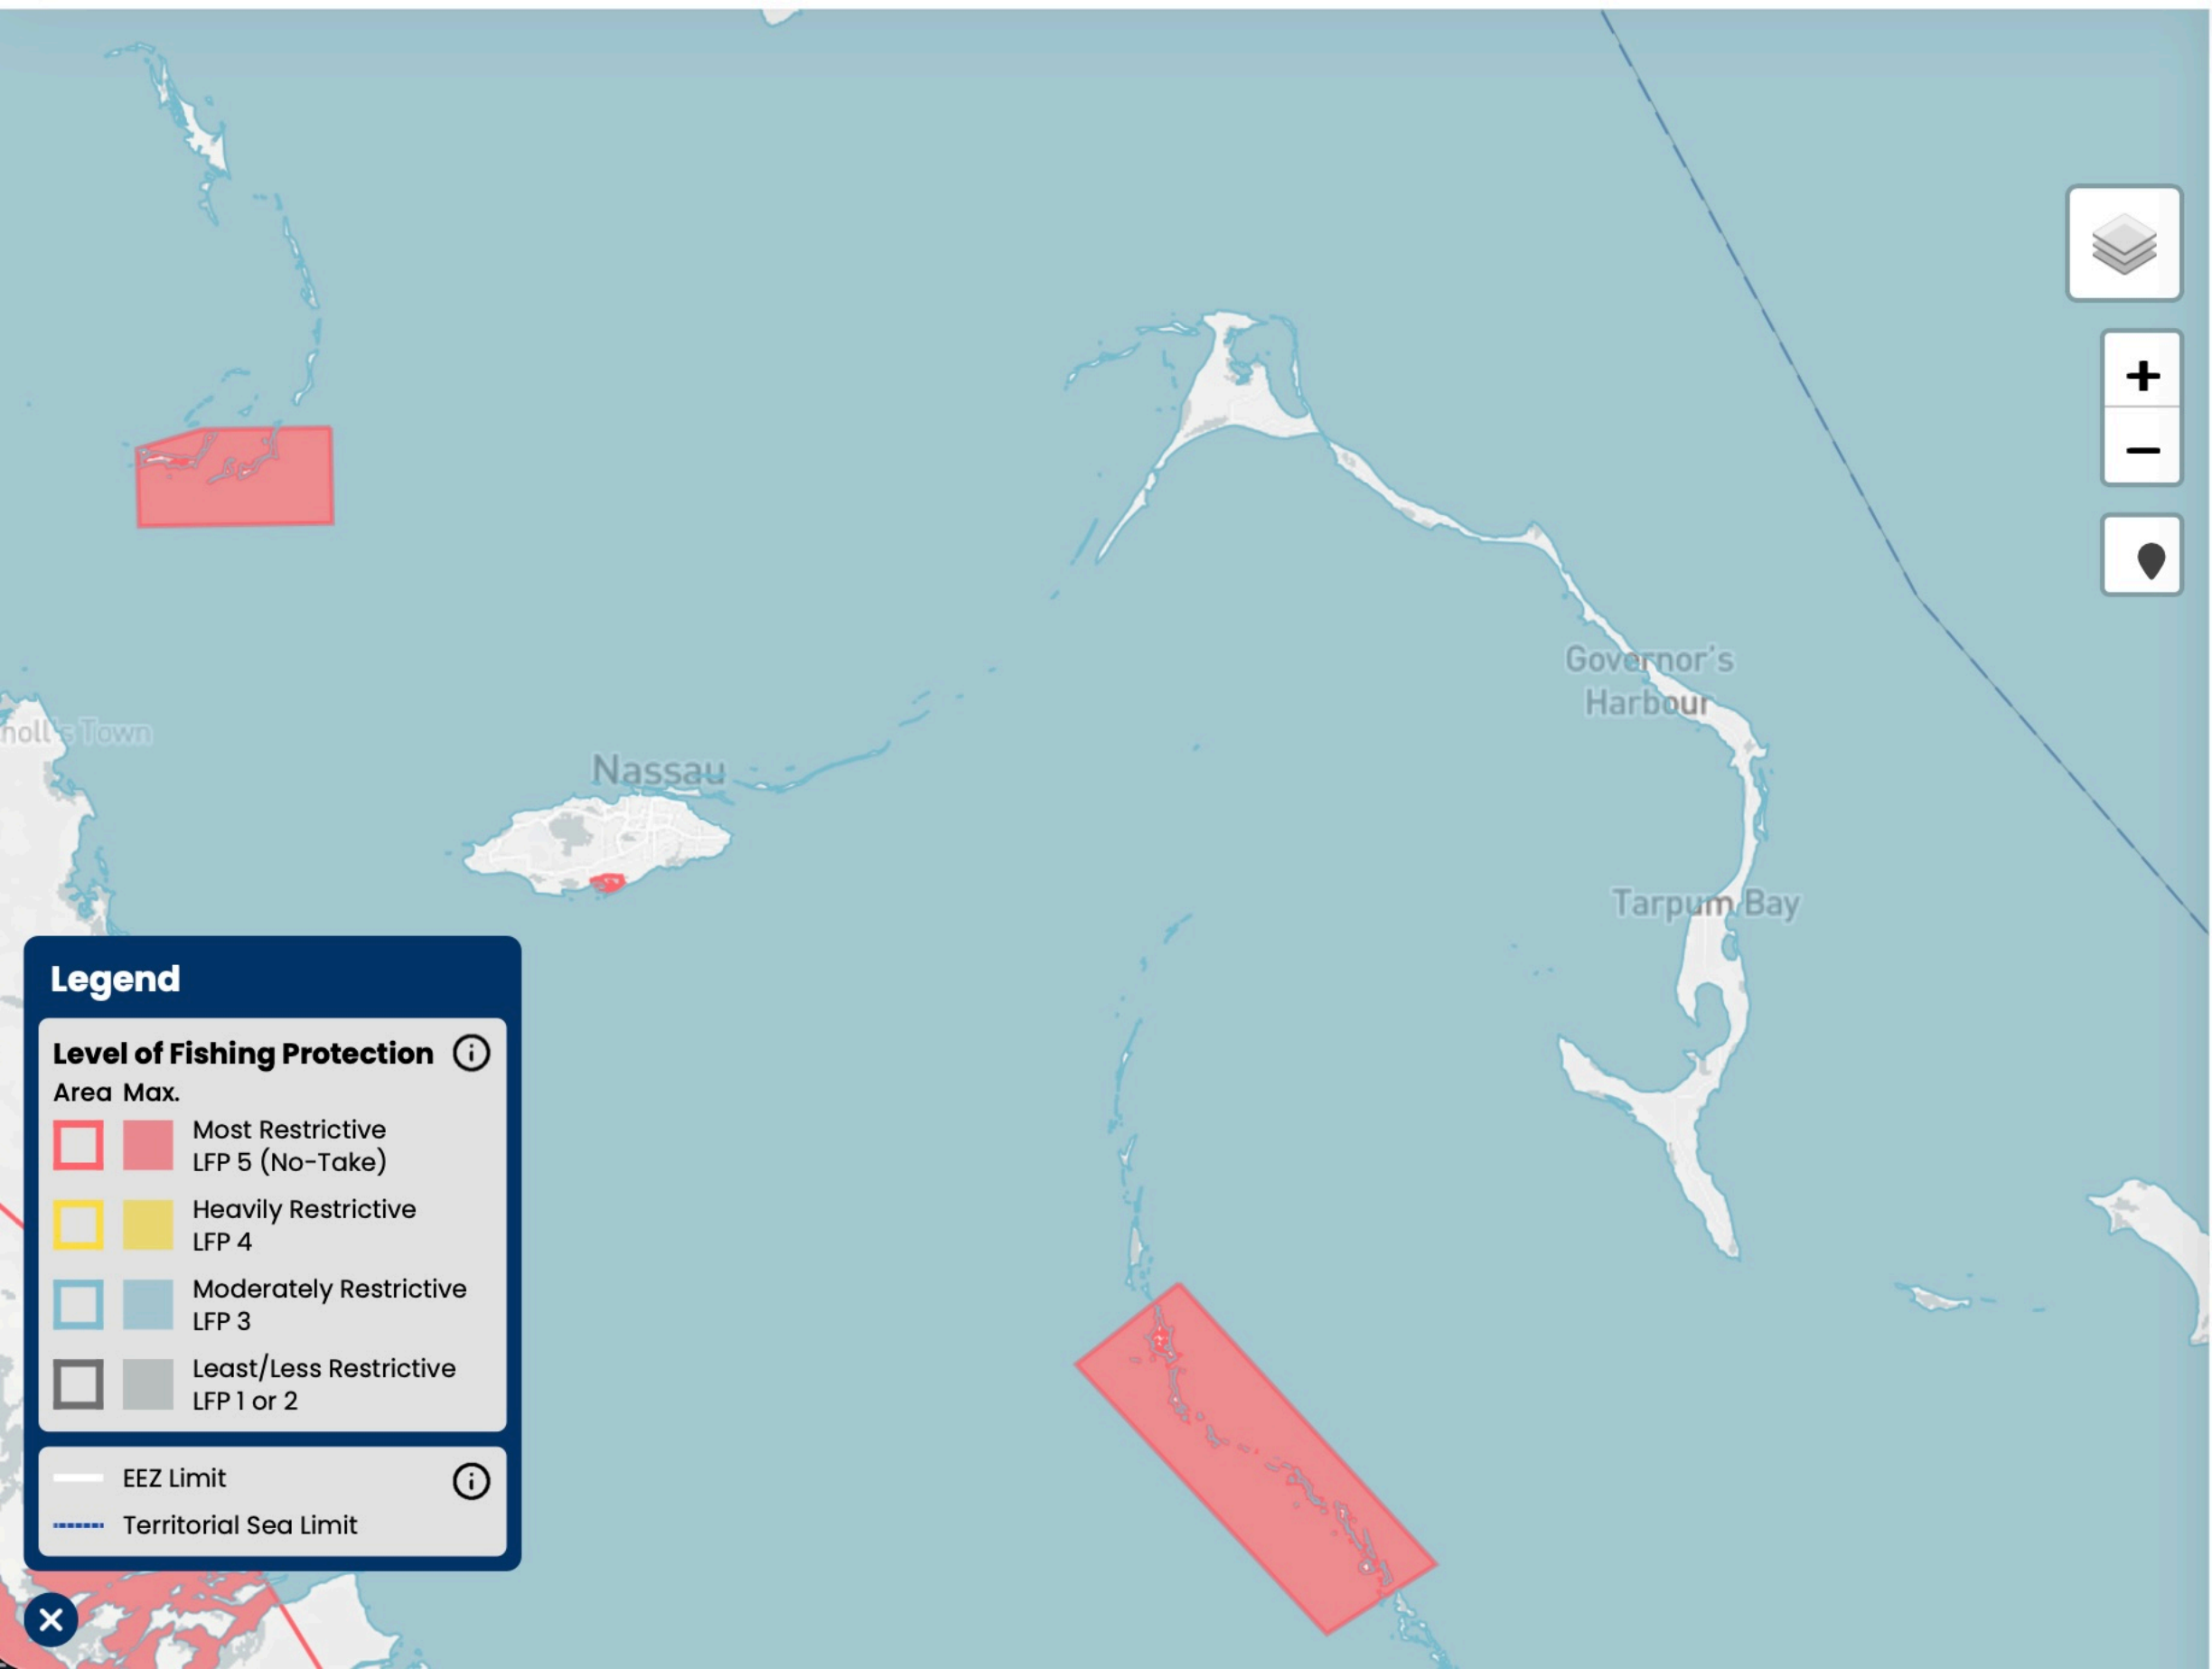 Governor's
Harbour
noll's Town
Nassau
Tarpum Bay
Legend
Level of Fishing Protection
Area Max.
Most Restrictive
LFP 5 (No-Take)
Heavily Restrictive
LFP 4
Moderately Restrictive
LFP 3
Least/Less Restrictive
LFP 1 or 2
EEZ Limit
Territorial Sea Limit